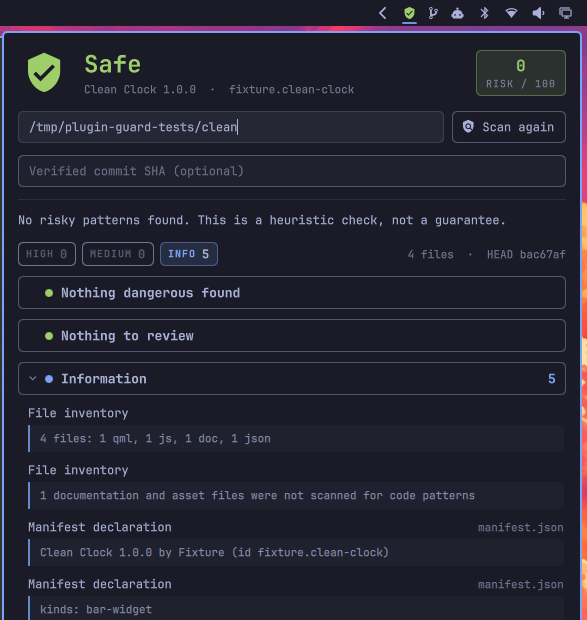 Safe
Clean Clock 1.0.0 · fixture.clean-clock
0
RISK / 100
/tmp/plugin-guard-tests/clean
Scan again
Verified commit SHA (optional)
No risky patterns found. This is a heuristic check, not a guarantee.
HIGH 0 MEDIUM 0 INFO 5 4 files · HEAD bac67af
Nothing dangerous found
Nothing to review
Information 5
File inventory
4 files: 1 qml, 1 js, 1 doc, 1 json
File inventory
1 documentation and asset files were not scanned for code patterns
Manifest declaration manifest.json
Clean Clock 1.0.0 by Fixture (id fixture.clean-clock)
Manifest declaration manifest.json
kinds: bar-widget